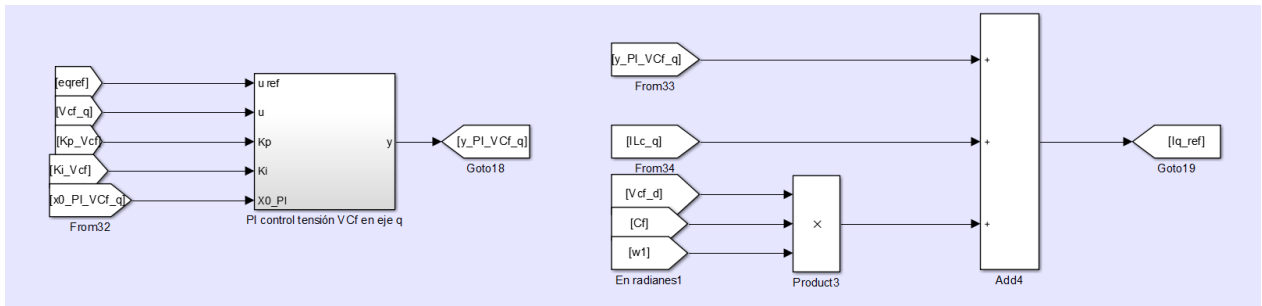 [eqref]
[Vcf_q]
[Kp_Vcf]
[Ki_Vcf]
[x0_PI_VCf_q]
From32
u ref
u
Kp
Ki
X0_PI
y
PI control tensión VCf en eje q
[y_PI_VCf_q]
Goto18
[y_PI_VCf_q]
From33
[ILc_q]
From34
[Vcf_d]
[Cf]
[w1]
En radianes1
×
Product3
+
+
+
Add4
[Iq_ref]
Goto19